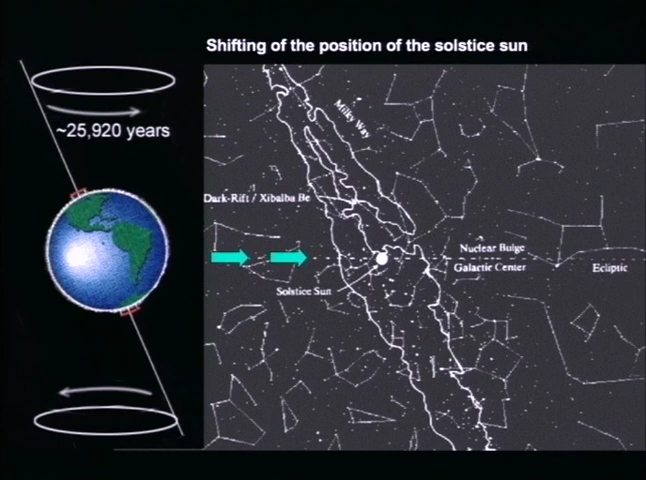 Shifting of the position of the solstice sun
~25,920 years
Milky Way
Dark-Rift / Xibalba Be
Nuclear Bulge
Galactic Center
Ecliptic
Solstice Sun